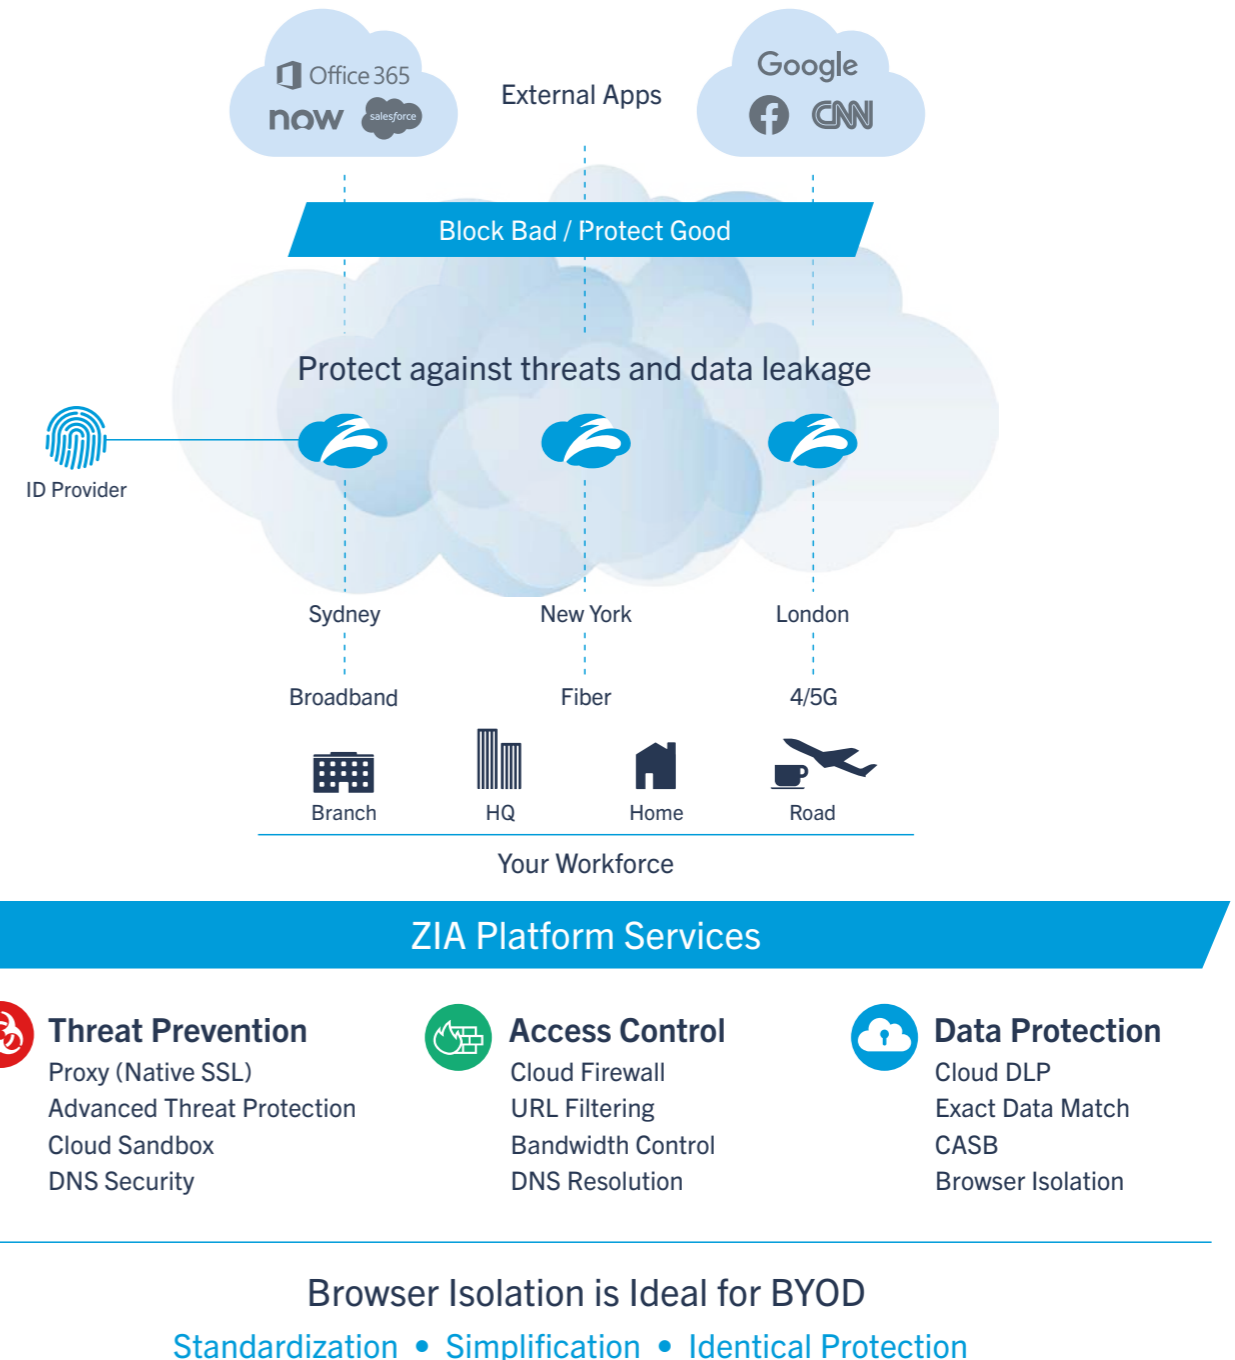 Office 365
now salesforce
External Apps
Google
CNN
Block Bad / Protect Good
Protect against threats and data leakage
ID Provider
Sydney New York London
Broadband Fiber 4/5G
Branch HQ Home Road
Your Workforce
ZIA Platform Services
Threat Prevention
Proxy (Native SSL)
Advanced Threat Protection
Cloud Sandbox
DNS Security
Access Control
Cloud Firewall
URL Filtering
Bandwidth Control
DNS Resolution
Data Protection
Cloud DLP
Exact Data Match
CASB
Browser Isolation
Browser Isolation is Ideal for BYOD
Standardization • Simplification • Identical Protection